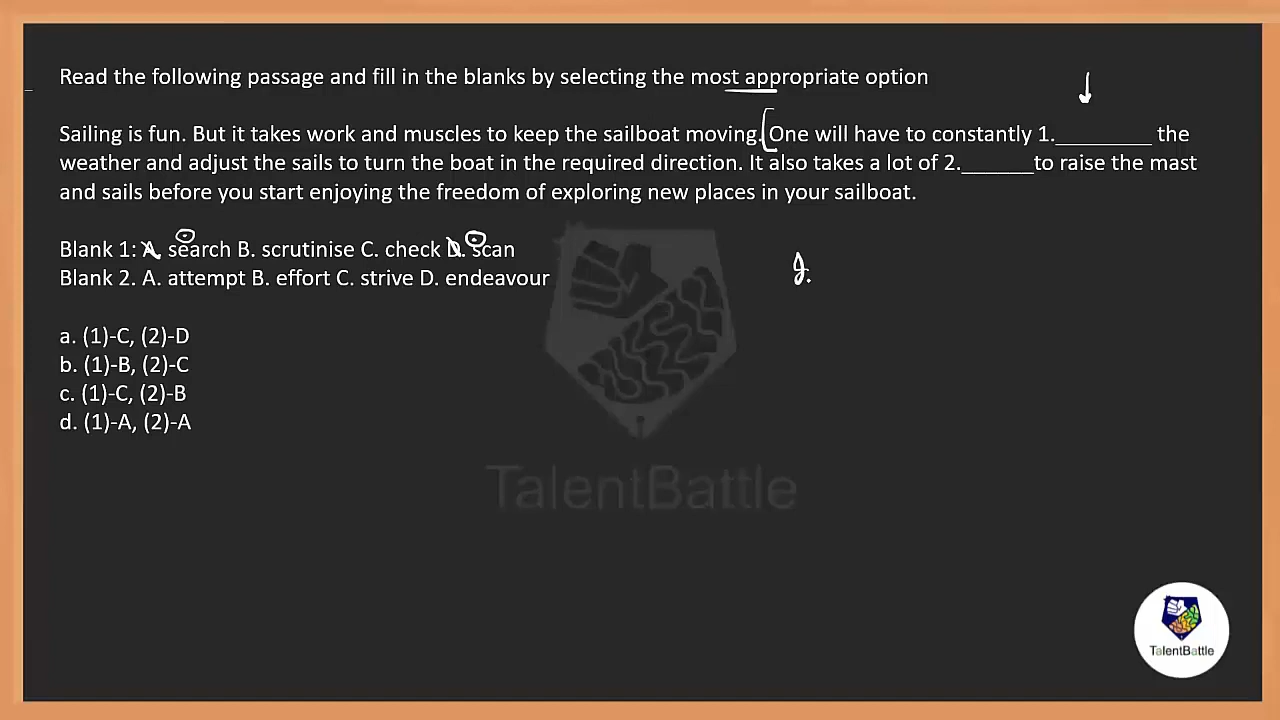 Read the following passage and fill in the blanks by selecting the most appropriate option
Sailing is fun. But it takes work and muscles to keep the sailboat moving. One will have to constantly 1.________ the
weather and adjust the sails to turn the boat in the required direction. It also takes a lot of 2.______to raise the mast
and sails before you start enjoying the freedom of exploring new places in your sailboat.
Blank 1: A. search B. scrutinise C. check D. scan
Blank 2. A. attempt B. effort C. strive D. endeavour
a. (1)-C, (2)-D
b. (1)-B, (2)-C
c. (1)-C, (2)-B
d. (1)-A, (2)-A
TalentBattle
TalentBattle